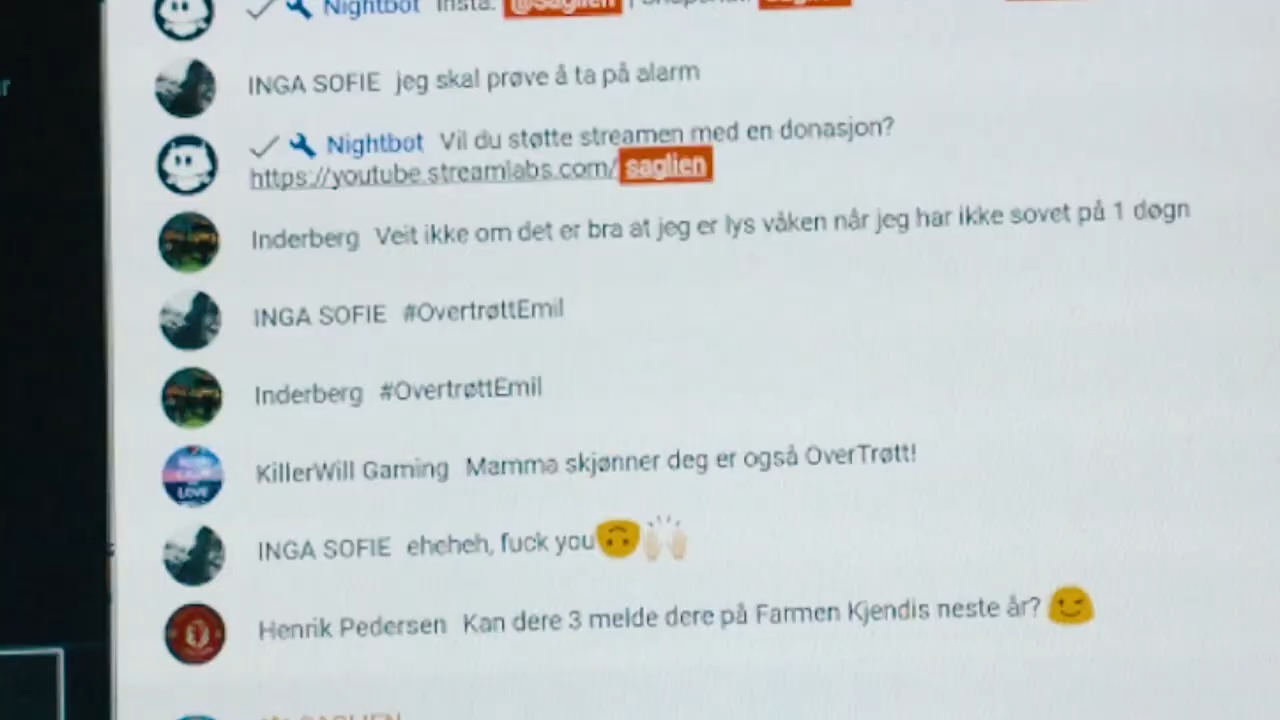 Nightbot Insta: @saglien
INGA SOFIE jeg skal prøve å ta på alarm
Nightbot Vil du støtte streamen med en donasjon?
https://youtube.streamlabs.com/saglien
Inderberg Veit ikke om det er bra at jeg er lys våken når jeg har ikke sovet på 1 døgn
INGA SOFIE #OvertrøttEmil
Inderberg #OvertrøttEmil
KillerWill Gaming Mamma skjønner deg er også OverTrøtt!
INGA SOFIE eheheh, fuck you🙃🙌🏻
Henrik Pedersen Kan dere 3 melde dere på Farmen Kjendis neste år? 😉